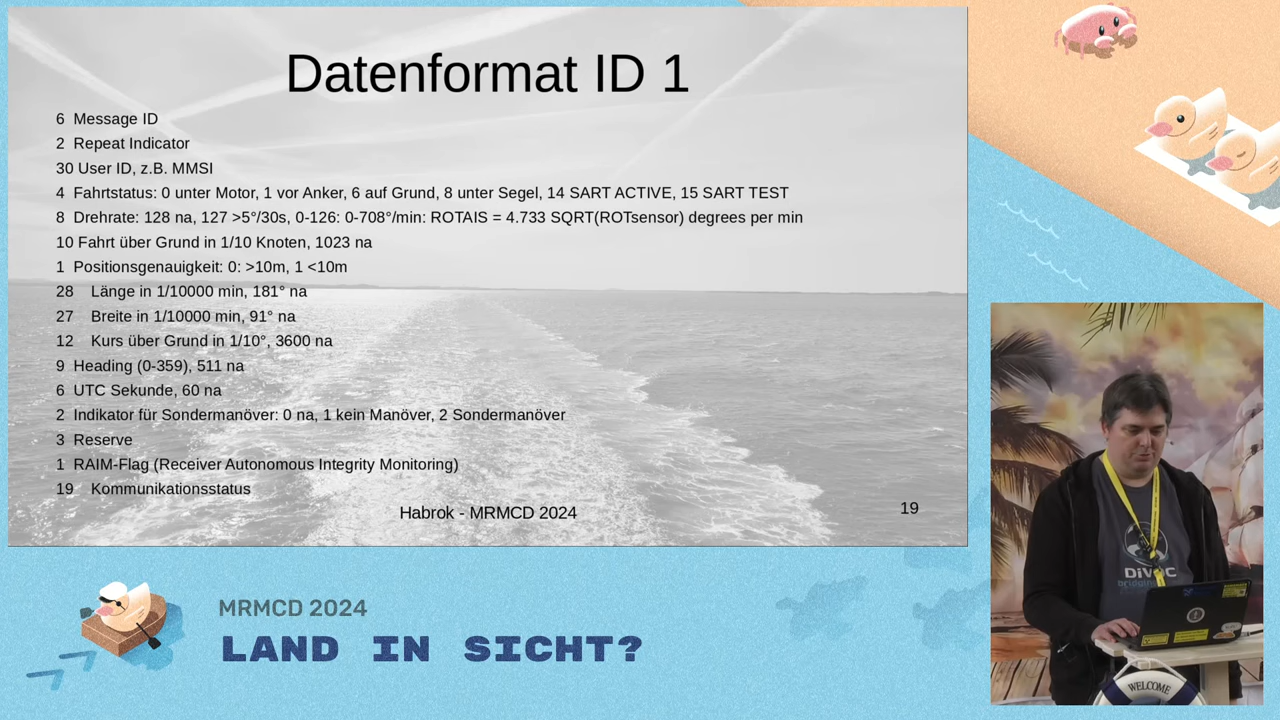 Datenformat ID 1
6 Message ID
2 Repeat Indicator
30 User ID, z.B. MMSI
4 Fahrtstatus: 0 unter Motor, 1 vor Anker, 6 auf Grund, 8 unter Segel, 14 SART ACTIVE, 15 SART TEST
8 Drehrate: 128 na, 127 >5°/30s, 0-126: 0-708°/min: ROTAIS = 4.733 SQRT(ROTsensor) degrees per min
10 Fahrt über Grund in 1/10 Knoten, 1023 na
1 Positionsgenauigkeit: 0: >10m, 1 <10m
28 Länge in 1/10000 min, 181° na
27 Breite in 1/10000 min, 91° na
12 Kurs über Grund in 1/10°, 3600 na
9 Heading (0-359), 511 na
6 UTC Sekunde, 60 na
2 Indikator für Sondermanöver: 0 na, 1 kein Manöver, 2 Sondermanöver
3 Reserve
1 RAIM-Flag (Receiver Autonomous Integrity Monitoring)
19 Kommunikationsstatus
Habrok - MRMCD 2024
19
MRMCD 2024
LAND IN SICHT?
DiVOC
WELCOME